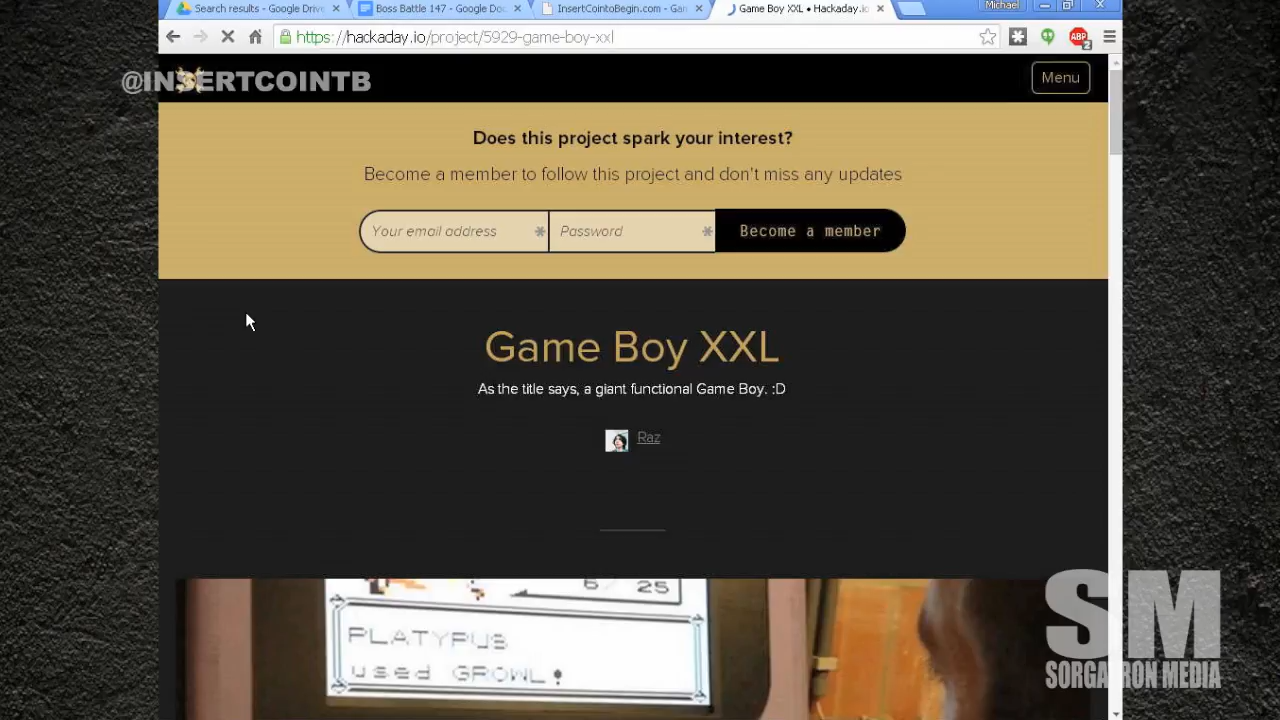 Search results - Google Drive
Boss Battle 147 - Google Doc
InsertCointoBegin.com - Gam
Game Boy XXL • Hackaday.io
Michael
https://hackaday.io/project/5929-game-boy-xxl
ABP
2
@INSERTCOINTB
Menu
Does this project spark your interest?
Become a member to follow this project and don't miss any updates
Your email address
Password
Become a member
Game Boy XXL
As the title says, a giant functional Game Boy. :D
Raz
6/ 25
PLATYPUS
used GROWL!
SM
SORGATRON MEDIA